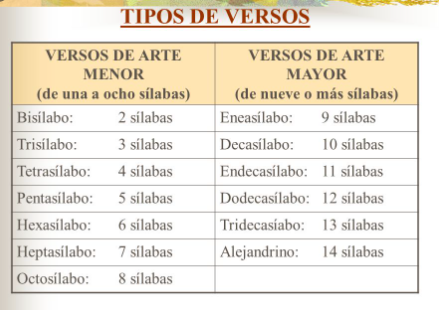 TIPOS DE VERSOS
VERSOS DE ARTE MENOR (de una a ocho sílabas)
VERSOS DE ARTE MAYOR (de nueve o más sílabas)
Bisílabo: 2 sílabas
Eneasílabo: 9 sílabas
Trisílabo: 3 sílabas
Decasílabo: 10 sílabas
Tetrasílabo: 4 sílabas
Endecasílabo: 11 sílabas
Pentasílabo: 5 sílabas
Dodecasílabo: 12 sílabas
Hexasílabo: 6 sílabas
Tridecasíabo: 13 sílabas
Heptasílabo: 7 sílabas
Alejandrino: 14 sílabas
Octosílabo: 8 sílabas